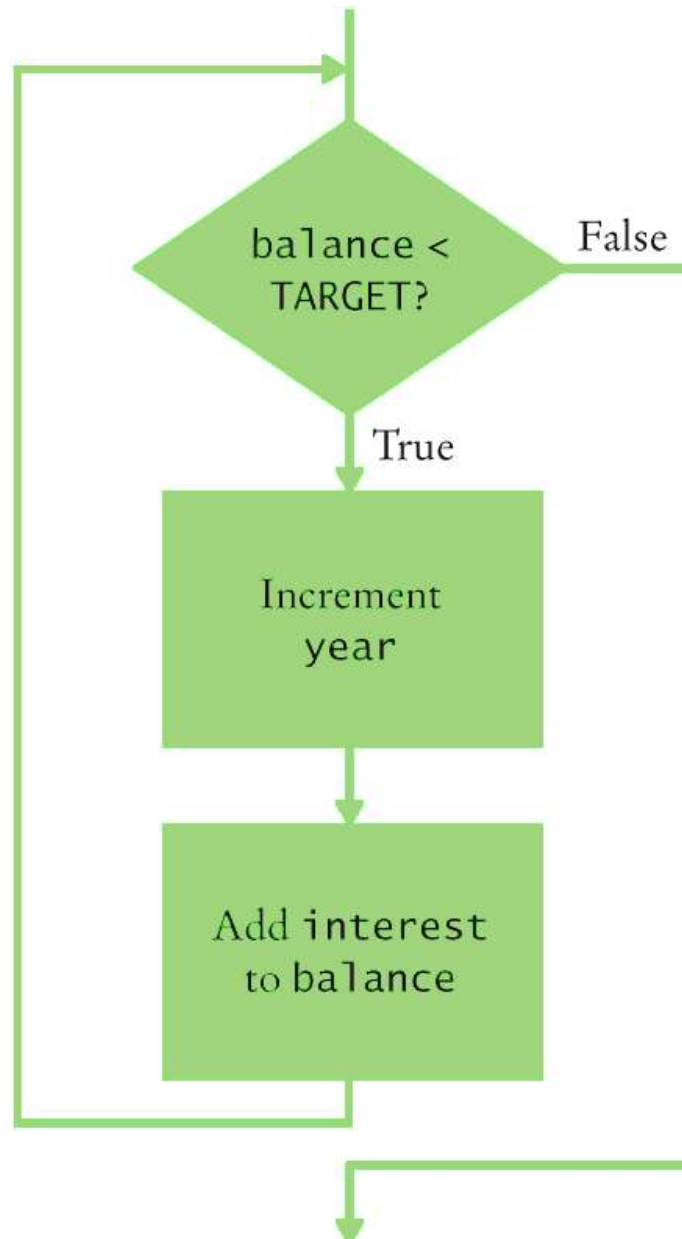 balance <
TARGET?
False
True
Increment
year
Add interest
to balance